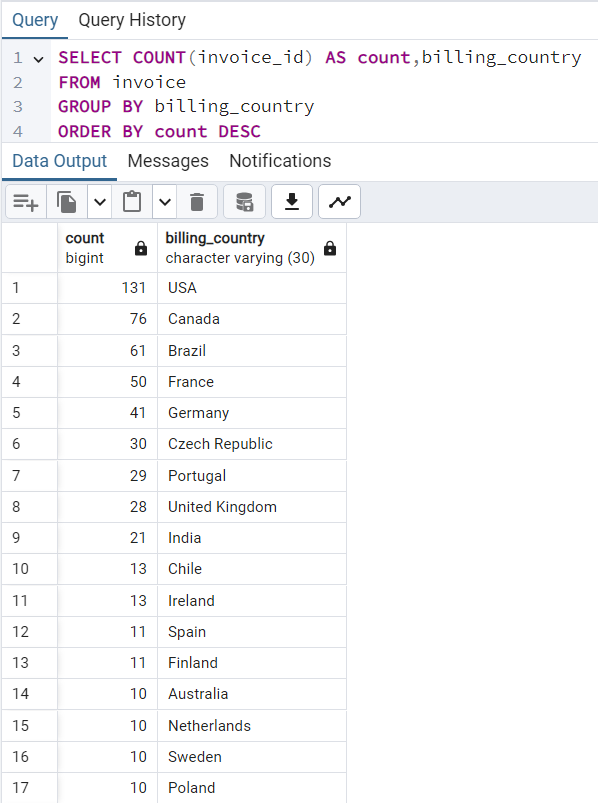 Query Query History
1 SELECT COUNT(invoice_id) AS count,billing_country
2 FROM invoice
3 GROUP BY billing_country
4 ORDER BY count DESC
Data Output Messages Notifications
count billing_country
bigint character varying (30)
1 131 USA
2 76 Canada
3 61 Brazil
4 50 France
5 41 Germany
6 30 Czech Republic
7 29 Portugal
8 28 United Kingdom
9 21 India
10 13 Chile
11 13 Ireland
12 11 Spain
13 11 Finland
14 10 Australia
15 10 Netherlands
16 10 Sweden
17 10 Poland